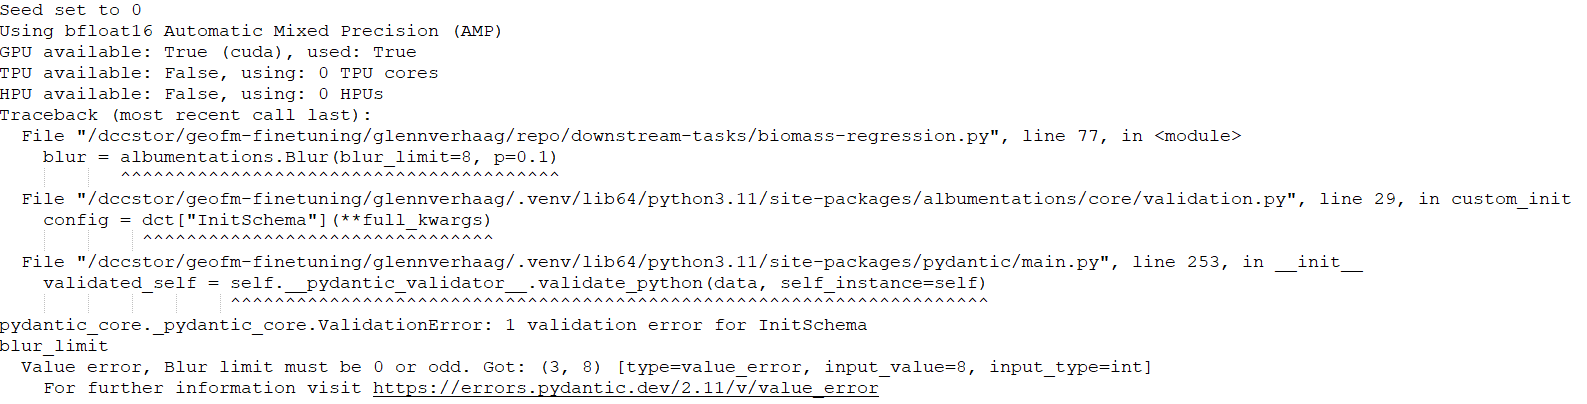 Seed set to 0
Using bfloat16 Automatic Mixed Precision (AMP)
GPU available: True (cuda), used: True
TPU available: False, using: 0 TPU cores
HPU available: False, using: 0 HPUs
Traceback (most recent call last):
  File "/dccstor/geofm-finetuning/glennverhaag/repo/downstream-tasks/biomass-regression.py", line 77, in <module>
    blur = albumentations.Blur(blur_limit=8, p=0.1)
           ^^^^^^^^^^^^^^^^^^^^^^^^^^^^^^^^^^^^^^^^
  File "/dccstor/geofm-finetuning/glennverhaag/.venv/lib64/python3.11/site-packages/albumentations/core/validation.py", line 29, in custom_init
    config = dct["InitSchema"](**full_kwargs)
             ^^^^^^^^^^^^^^^^^^^^^^^^^^^^^^^^
  File "/dccstor/geofm-finetuning/glennverhaag/.venv/lib64/python3.11/site-packages/pydantic/main.py", line 253, in __init__
    validated_self = self.__pydantic_validator__.validate_python(data, self_instance=self)
                     ^^^^^^^^^^^^^^^^^^^^^^^^^^^^^^^^^^^^^^^^^^^^^^^^^^^^^^^^^^^^^^^^^^^^^
pydantic_core._pydantic_core.ValidationError: 1 validation error for InitSchema
blur_limit
  Value error, Blur limit must be 0 or odd. Got: (3, 8) [type=value_error, input_value=8, input_type=int]
    For further information visit https://errors.pydantic.dev/2.11/v/value_error